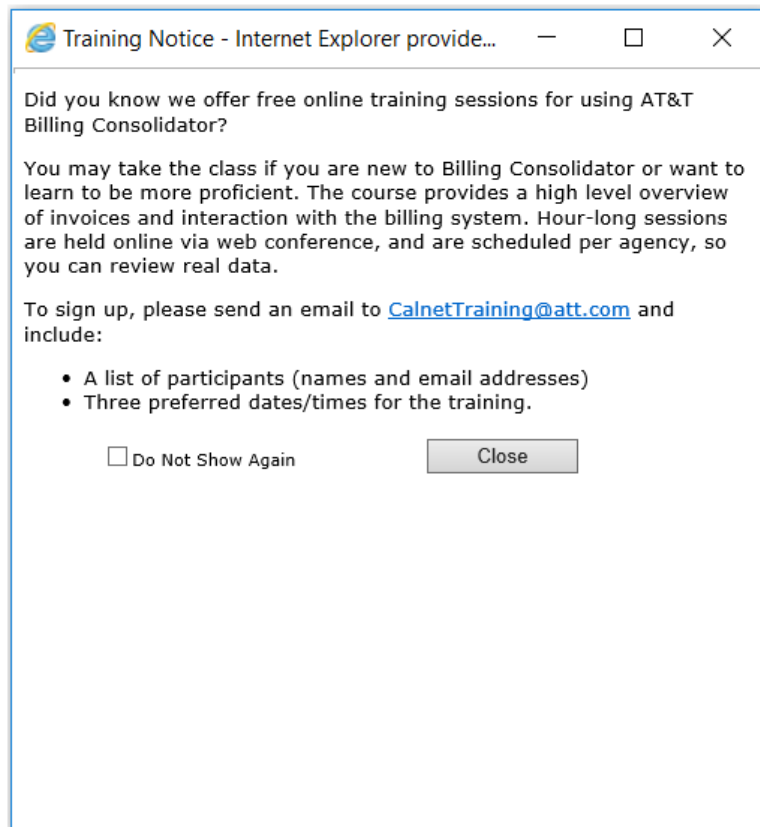 Training Notice - Internet Explorer provide...
Did you know we offer free online training sessions for using AT&T
Billing Consolidator?
You may take the class if you are new to Billing Consolidator or want to
learn to be more proficient. The course provides a high level overview
of invoices and interaction with the billing system. Hour-long sessions
are held online via web conference, and are scheduled per agency, so
you can review real data.
To sign up, please send an email to CalnetTraining@att.com and
include:
• A list of participants (names and email addresses)
• Three preferred dates/times for the training.
Do Not Show Again Close